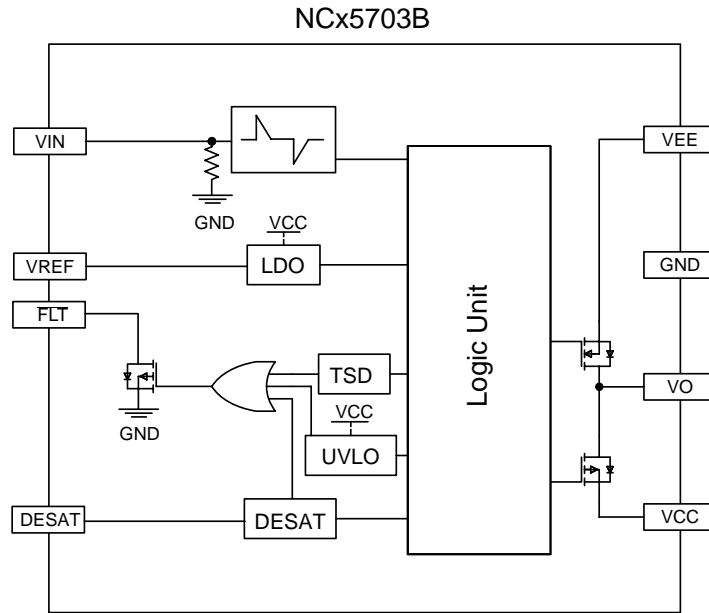 NCx5703B
VIN
VEE
GND
VCC
VREF
LDO
GND
FLT
Logic Unit
TSD
VO
GND
VCC
UVLO
DESAT
DESAT
VCC